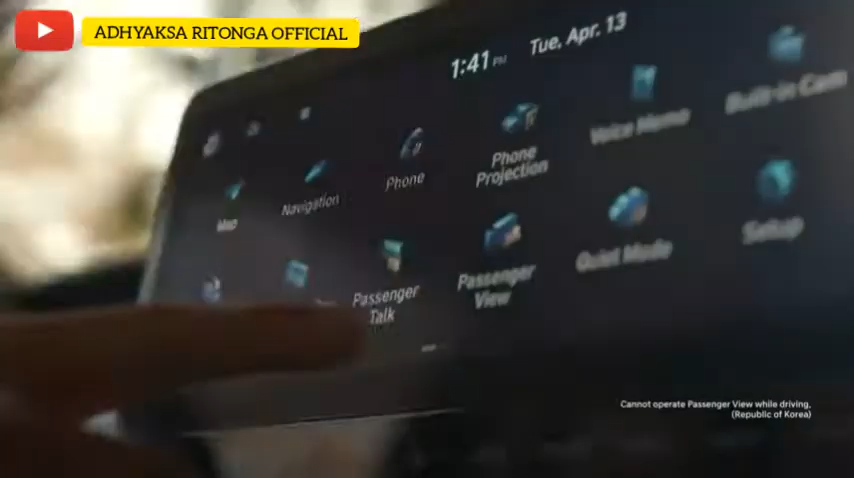 ADHYAKSA RITONGA OFFICIAL
1:41 PM Tue, Apr. 13
Map
Navigation
Phone
Phone
Projection
Voice Memo
Built-in Cam
Passenger
Talk
Passenger
View
Quiet Mode
Setup
Cannot operate Passenger View while driving.
(Republic of Korea)